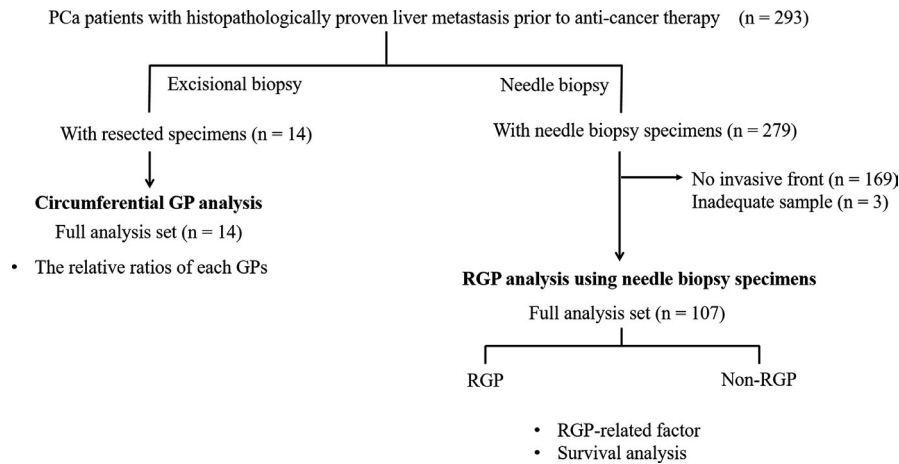 PCa patients with histopathologically proven liver metastasis prior to anti-cancer therapy (n = 293)
Excisional biopsy
Needle biopsy
With resected specimens (n = 14)
With needle biopsy specimens (n = 279)
No invasive front (n = 169)
Inadequate sample (n = 3)
Circumferential GP analysis
Full analysis set (n = 14)
• The relative ratios of each GPs
RGP analysis using needle biopsy specimens
Full analysis set (n = 107)
RGP
Non-RGP
• RGP-related factor
• Survival analysis